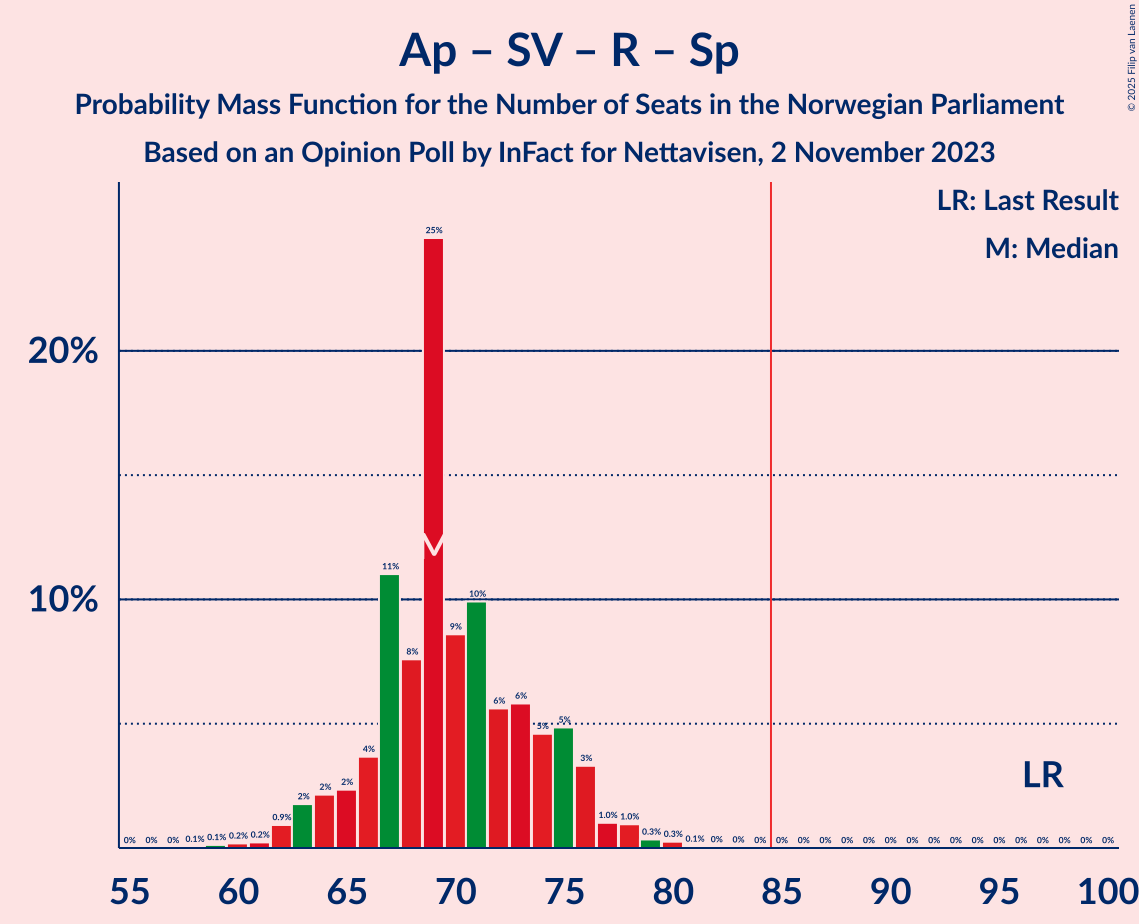 Ap – SV – R – Sp
Probability Mass Function for the Number of Seats in the Norwegian Parliament
Based on an Opinion Poll by InFact for Nettavisen, 2 November 2023
© 2025 Filip van Laenen
LR: Last Result
M: Median
20%
10%
0% 0% 0% 0.1% 0.1% 0.2% 0.2% 0.9% 2% 2% 2% 4% 11% 8% 25% 9% 10% 6% 6% 5% 5% 3% 1.0% 1.0% 0.3% 0.3% 0.1% 0% 0% 0% 0% 0% 0% 0% 0% 0% 0% 0% 0% 0% 0% 0% 0% 0% 0% 0%
M
LR
55 60 65 70 75 80 85 90 95 100